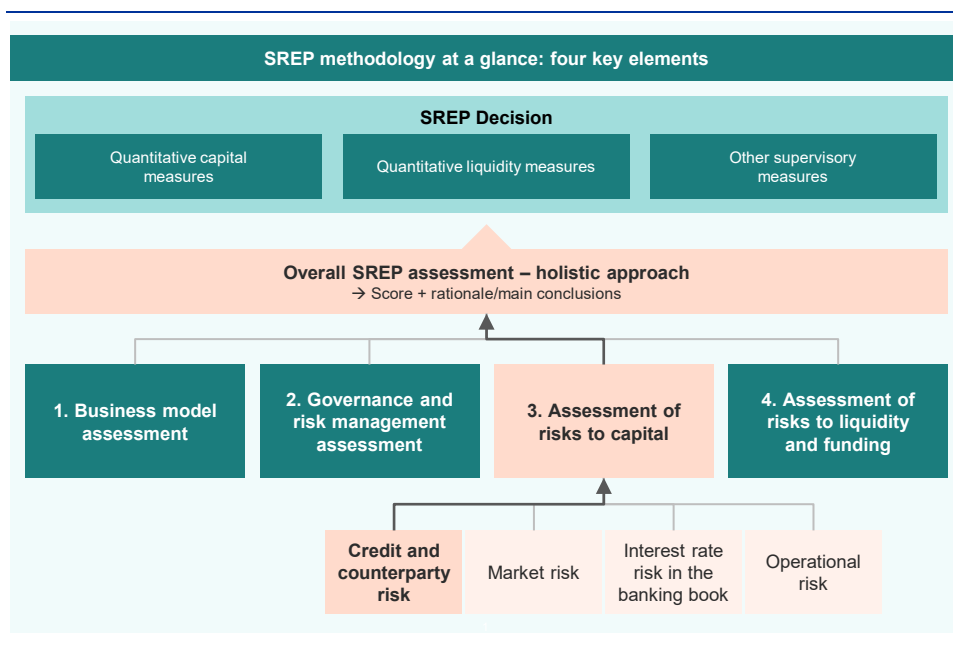 SREP methodology at a glance: four key elements
SREP Decision
Quantitative capital
measures
Quantitative liquidity measures
Other supervisory
measures
Overall SREP assessment – holistic approach
→ Score + rationale/main conclusions
1. Business model
assessment
2. Governance and
risk management
assessment
3. Assessment of
risks to capital
4. Assessment of
risks to liquidity
and funding
Credit and
counterparty
risk
Market risk
Interest rate
risk in the
banking book
Operational
risk